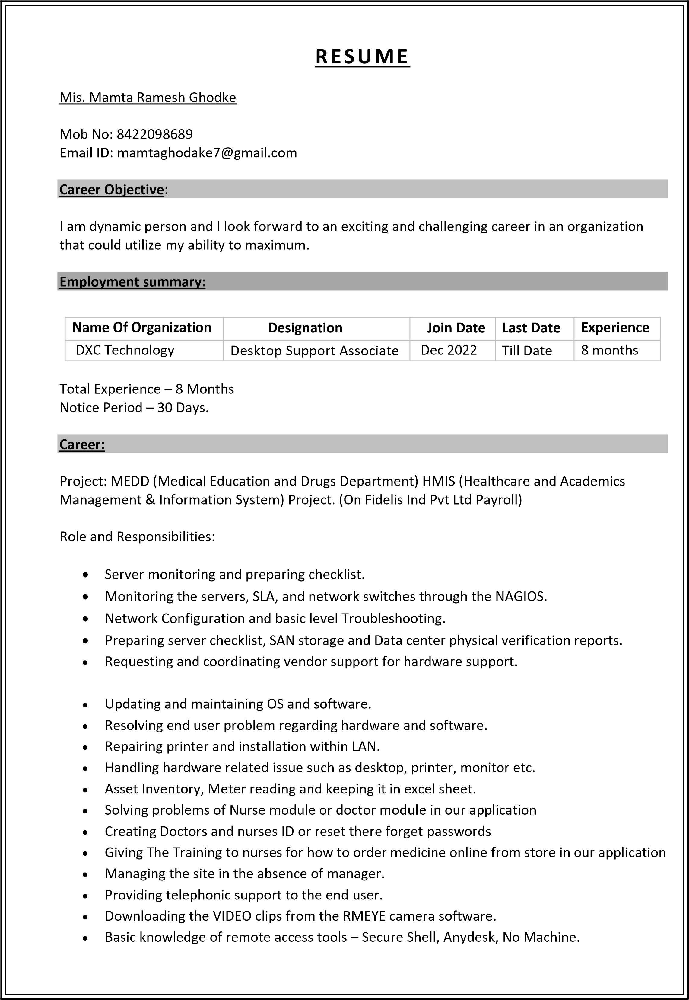 RESUME
Mis. Mamta Ramesh Ghodke
Mob No: 8422098689
Email ID: mamtaghodake7@gmail.com
Career Objective:
I am dynamic person and I look forward to an exciting and challenging career in an organization
that could utilize my ability to maximum.
Employment summary:
Name Of Organization Designation Join Date Last Date Experience
DXC Technology Desktop Support Associate Dec 2022 Till Date 8 months
Total Experience – 8 Months
Notice Period – 30 Days.
Career:
Project: MEDD (Medical Education and Drugs Department) HMIS (Healthcare and Academics
Management & Information System) Project. (On Fidelis Ind Pvt Ltd Payroll)
Role and Responsibilities:
• Server monitoring and preparing checklist.
• Monitoring the servers, SLA, and network switches through the NAGIOS.
• Network Configuration and basic level Troubleshooting.
• Preparing server checklist, SAN storage and Data center physical verification reports.
• Requesting and coordinating vendor support for hardware support.
• Updating and maintaining OS and software.
• Resolving end user problem regarding hardware and software.
• Repairing printer and installation within LAN.
• Handling hardware related issue such as desktop, printer, monitor etc.
• Asset Inventory, Meter reading and keeping it in excel sheet.
• Solving problems of Nurse module or doctor module in our application
• Creating Doctors and nurses ID or reset there forget passwords
• Giving The Training to nurses for how to order medicine online from store in our application
• Managing the site in the absence of manager.
• Providing telephonic support to the end user.
• Downloading the VIDEO clips from the RMEYE camera software.
• Basic knowledge of remote access tools – Secure Shell, Anydesk, No Machine.